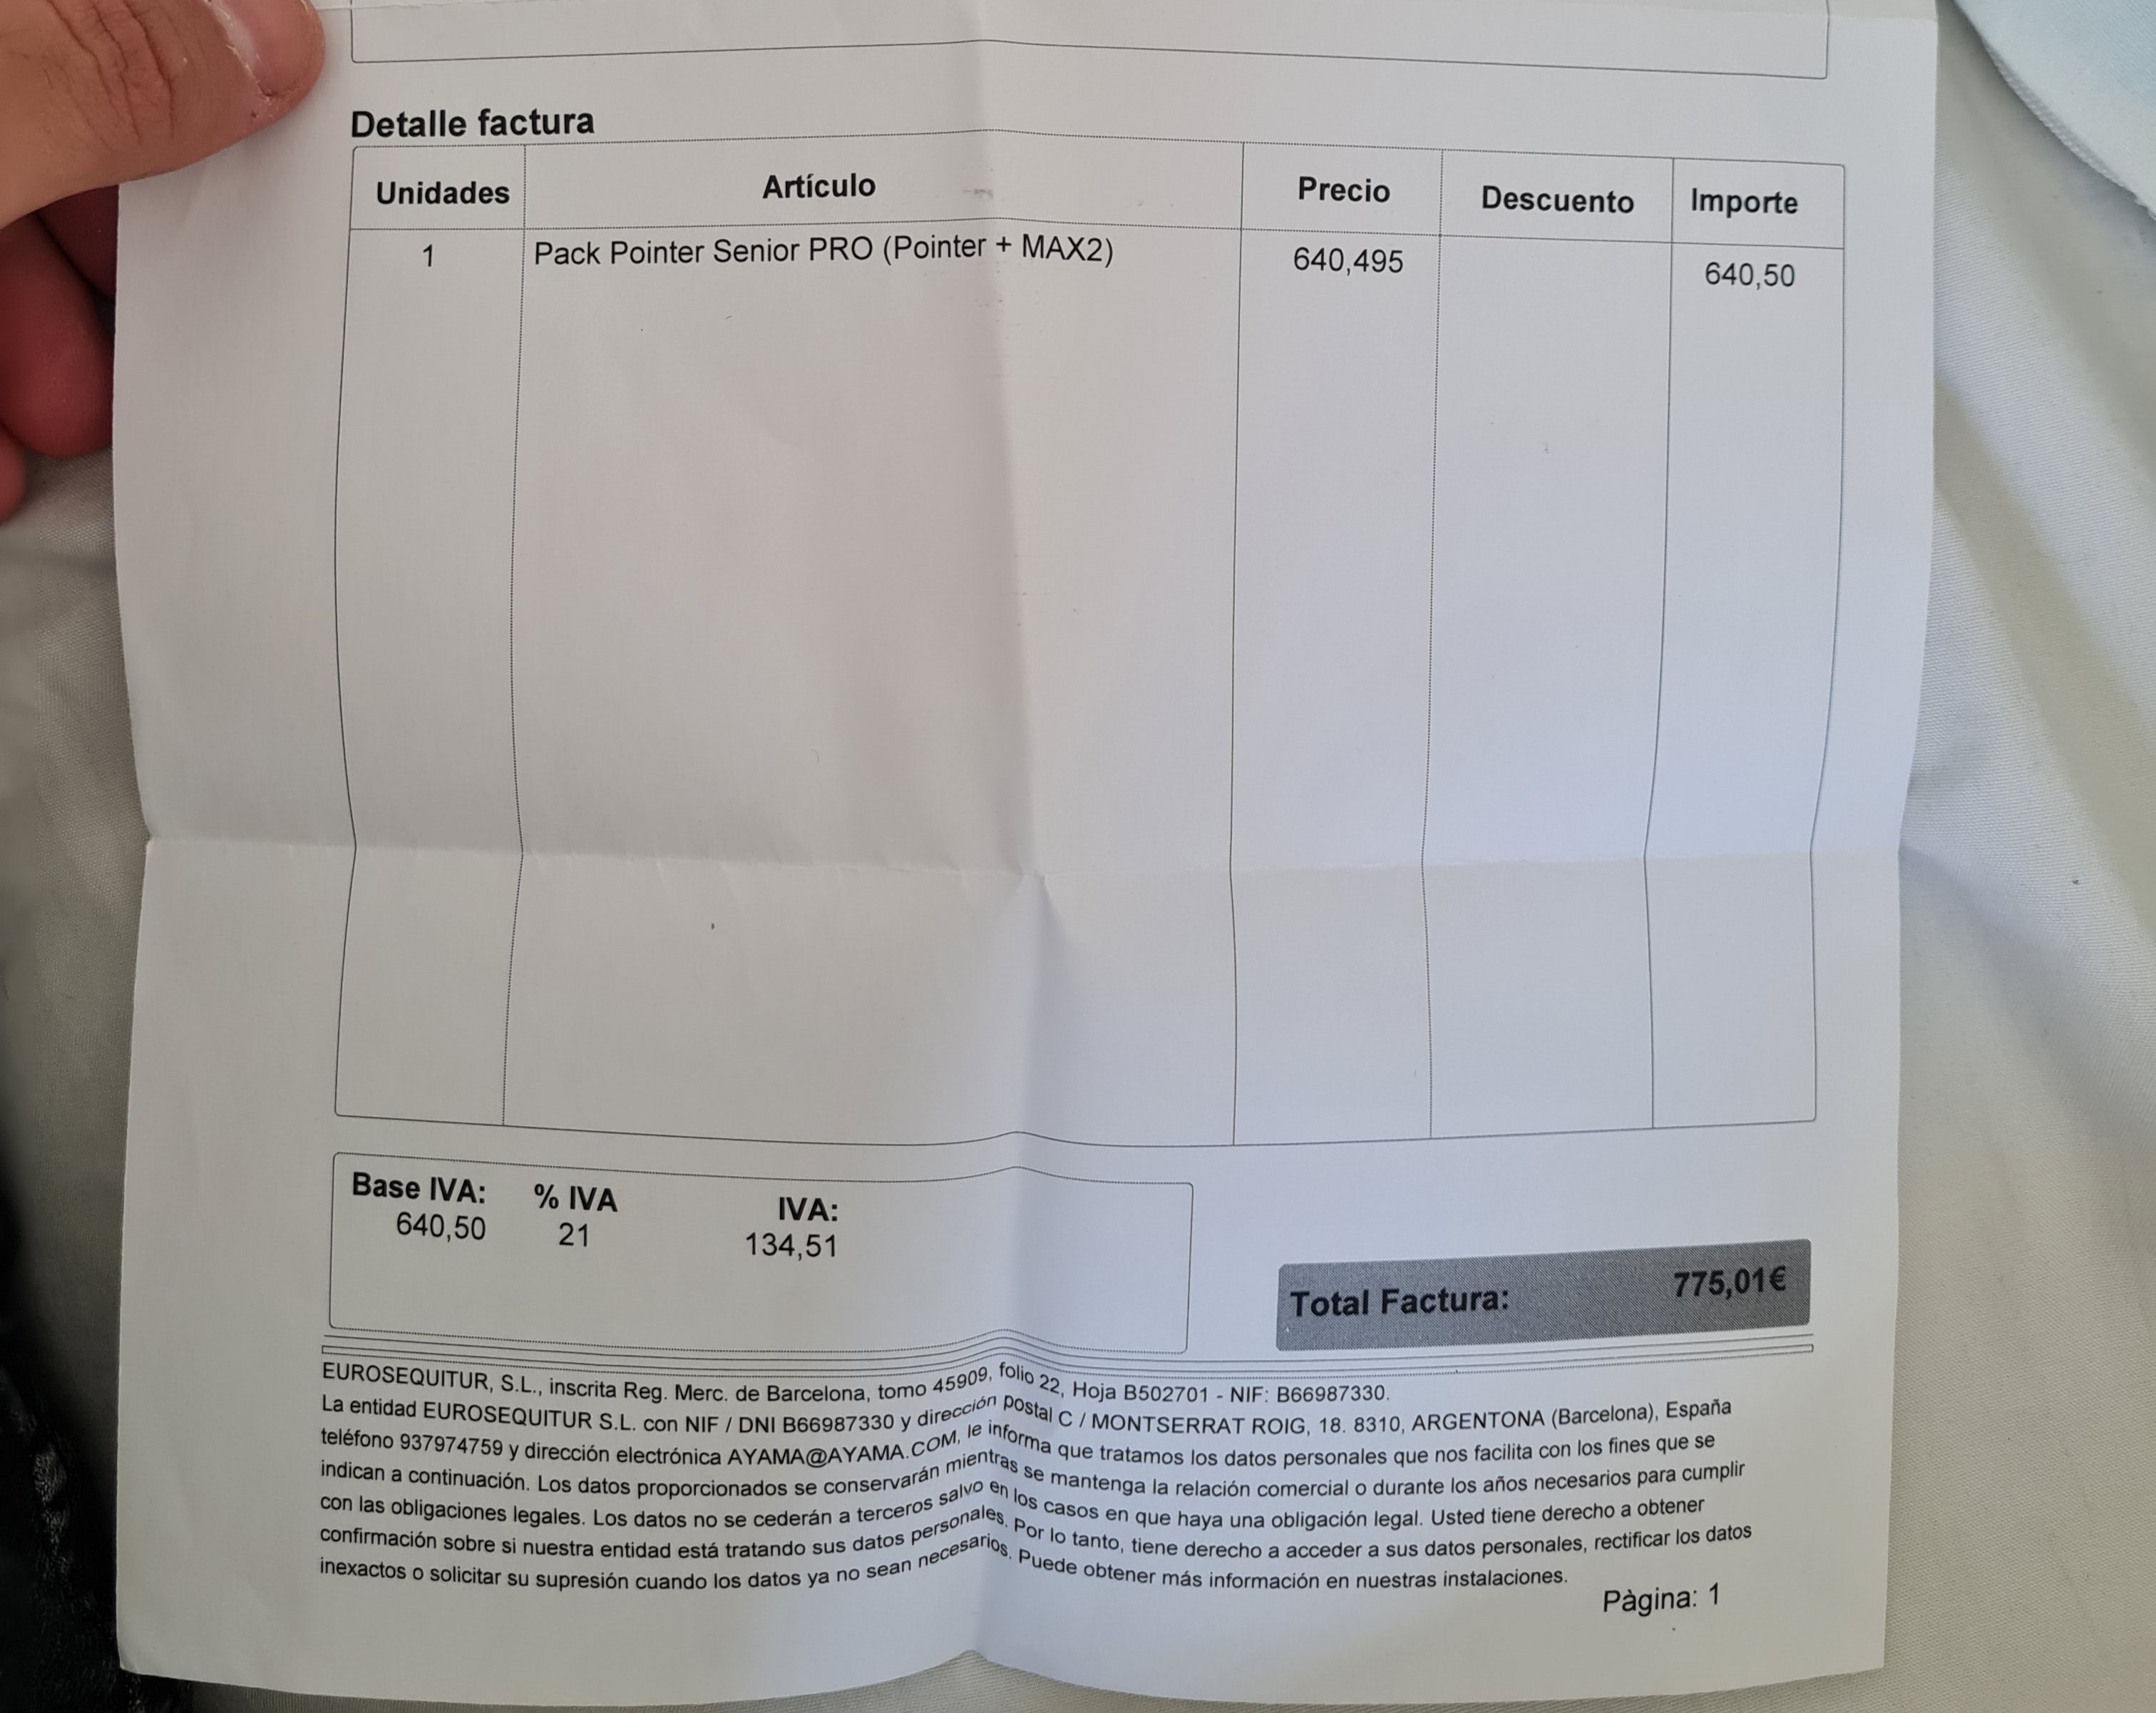 Detalle factura
Unidades Artículo Precio Descuento Importe
1 Pack Pointer Senior PRO (Pointer + MAX2) 640,495 640,50
Base IVA: % IVA IVA:
640,50 21 134,51
Total Factura: 775,01€
EUROSEQUITUR, S.L., inscrita Reg. Merc. de Barcelona, tomo 45909, folio 22, Hoja B502701 - NIF: B66987330.
La entidad EUROSEQUITUR S.L. con NIF / DNI B66987330 y dirección postal C / MONTSERRAT ROIG, 18. 8310, ARGENTONA (Barcelona), España
teléfono 937974759 y dirección electrónica AYAMA@AYAMA.COM, le informa que tratamos los datos personales que nos facilita con los fines que se
indican a continuación. Los datos proporcionados se conservarán mientras se mantenga la relación comercial o durante los años necesarios para cumplir
con las obligaciones legales. Los datos no se cederán a terceros salvo en los casos en que haya una obligación legal. Usted tiene derecho a obtener
confirmación sobre si nuestra entidad está tratando sus datos personales. Por lo tanto, tiene derecho a acceder a sus datos personales, rectificar los datos
inexactos o solicitar su supresión cuando los datos ya no sean necesarios. Puede obtener más información en nuestras instalaciones.
Pàgina: 1